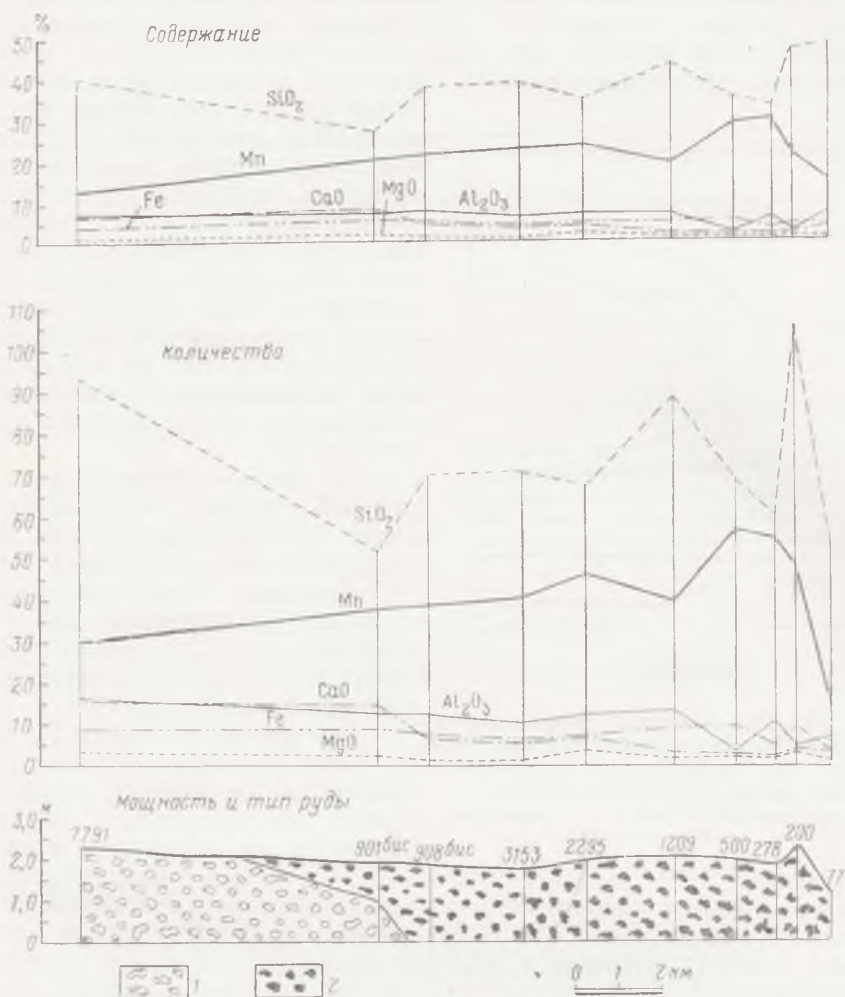 %
Содержание
50
40
30
20
10
0
SiO2
Mn
Fe
CaO
MgO
Al2O3
110
100
90
80
70
60
50
40
30
20
10
0
Количество
SiO2
Mn
CaO
Al2O3
Fe
MgO
Мощность и тип руды
м
3,0
2,0
1,0
0
7791
901бис
908бис
3153
2295
1209
500
278
200
77
1
2
0 1 2 км